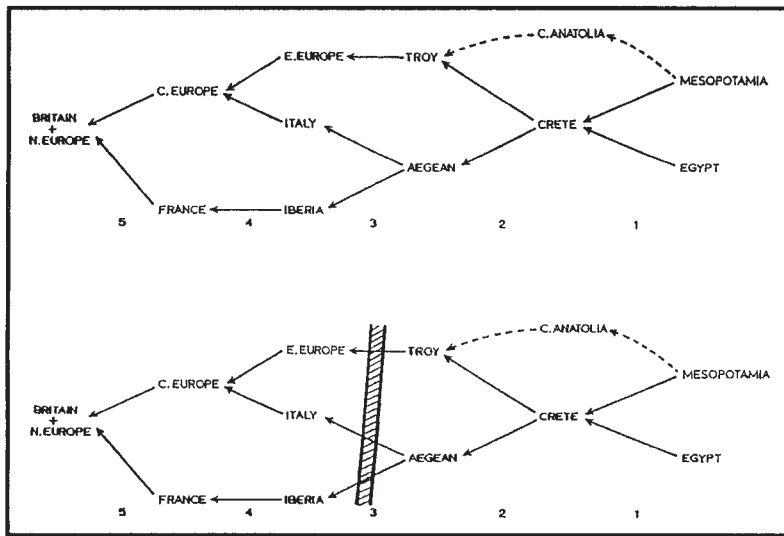 C. ANATOLIA
E. EUROPE
TROY
MESOPOTAMIA
C. EUROPE
BRITAIN
+
N. EUROPE
ITALY
CRETE
AEGEAN
EGYPT
FRANCE
IBERIA
5 4 3 2 1
C. ANATOLIA
E. EUROPE
TROY
MESOPOTAMIA
C. EUROPE
BRITAIN
+
N. EUROPE
ITALY
CRETE
AEGEAN
EGYPT
FRANCE
IBERIA
5 4 3 2 1